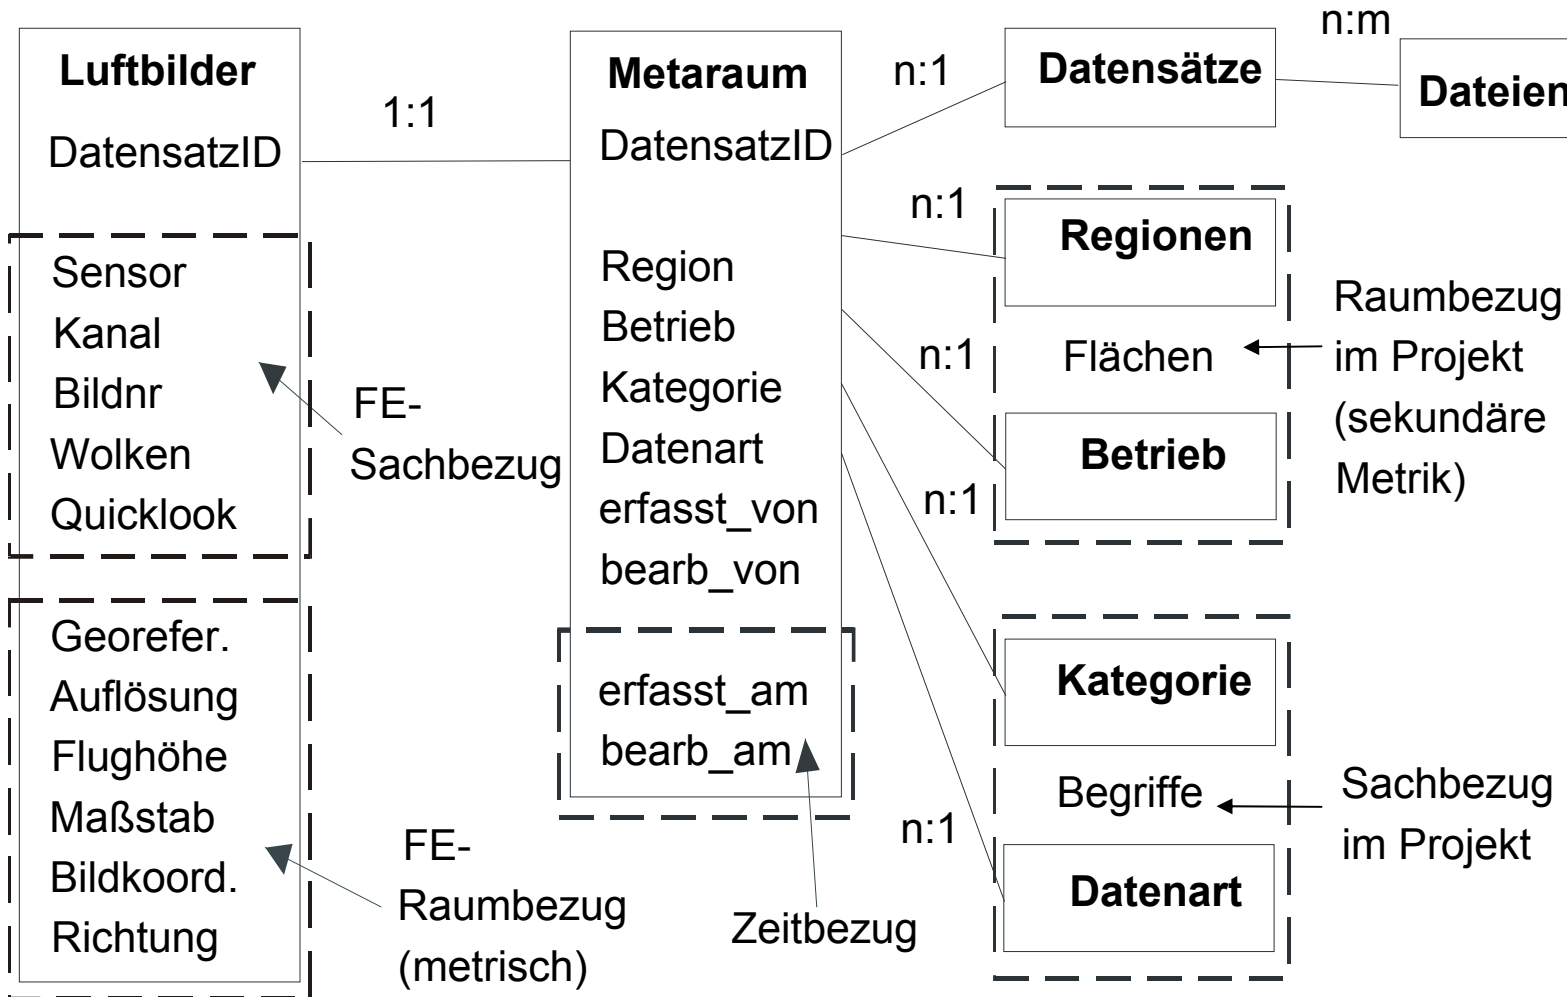 Luftbilder
DatensatzID
Sensor
Kanal
Bildnr
Wolken
Quicklook
Georefer.
Auflösung
Flughöhe
Maßstab
Bildkoord.
Richtung
1:1
FE-
Sachbezug
FE-
Raumbezug
(metrisch)
Metaraum
DatensatzID
Region
Betrieb
Kategorie
Datenart
erfasst_von
bearb_von
erfasst_am
bearb_am
Zeitbezug
n:1
n:1
n:1
n:1
n:1
Datensätze
n:m
Dateien
Regionen
Flächen
Betrieb
Raumbezug
im Projekt
(sekundäre
Metrik)
Kategorie
Begriffe
Datenart
Sachbezug
im Projekt